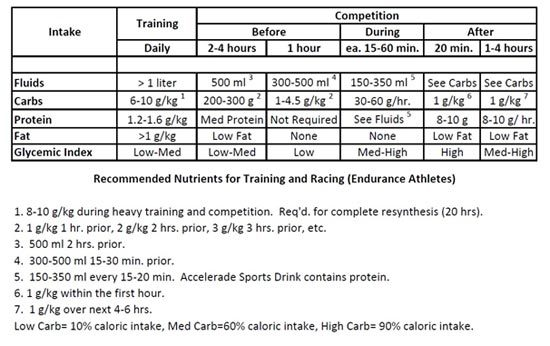 Intake Training Competition
Before During After
Daily 2-4 hours 1 hour ea. 15-60 min. 20 min. 1-4 hours
Fluids > 1 liter 500 ml 3 300-500 ml 4 150-350 ml 5 See Carbs See Carbs
Carbs 6-10 g/kg 1 200-300 g 2 1-4.5 g/kg 2 30-60 g/hr. 1 g/kg 6 1 g/kg 7
Protein 1.2-1.6 g/kg Med Protein Not Required See Fluids 5 8-10 g 8-10 g/ hr.
Fat >1 g/kg Low Fat None None Low Fat Low Fat
Glycemic Index Low-Med Low-Med Low Med-High High Med-High
Recommended Nutrients for Training and Racing (Endurance Athletes)
1. 8-10 g/kg during heavy training and competition. Req'd. for complete resynthesis (20 hrs).
2. 1 g/kg 1 hr. prior, 2 g/kg 2 hrs. prior, 3 g/kg 3 hrs. prior, etc.
3. 500 ml 2 hrs. prior.
4. 300-500 ml 15-30 min. prior.
5. 150-350 ml every 15-20 min. Accelerade Sports Drink contains protein.
6. 1 g/kg within the first hour.
7. 1 g/kg over next 4-6 hrs.
Low Carb= 10% caloric intake, Med Carb=60% caloric intake, High Carb= 90% caloric intake.